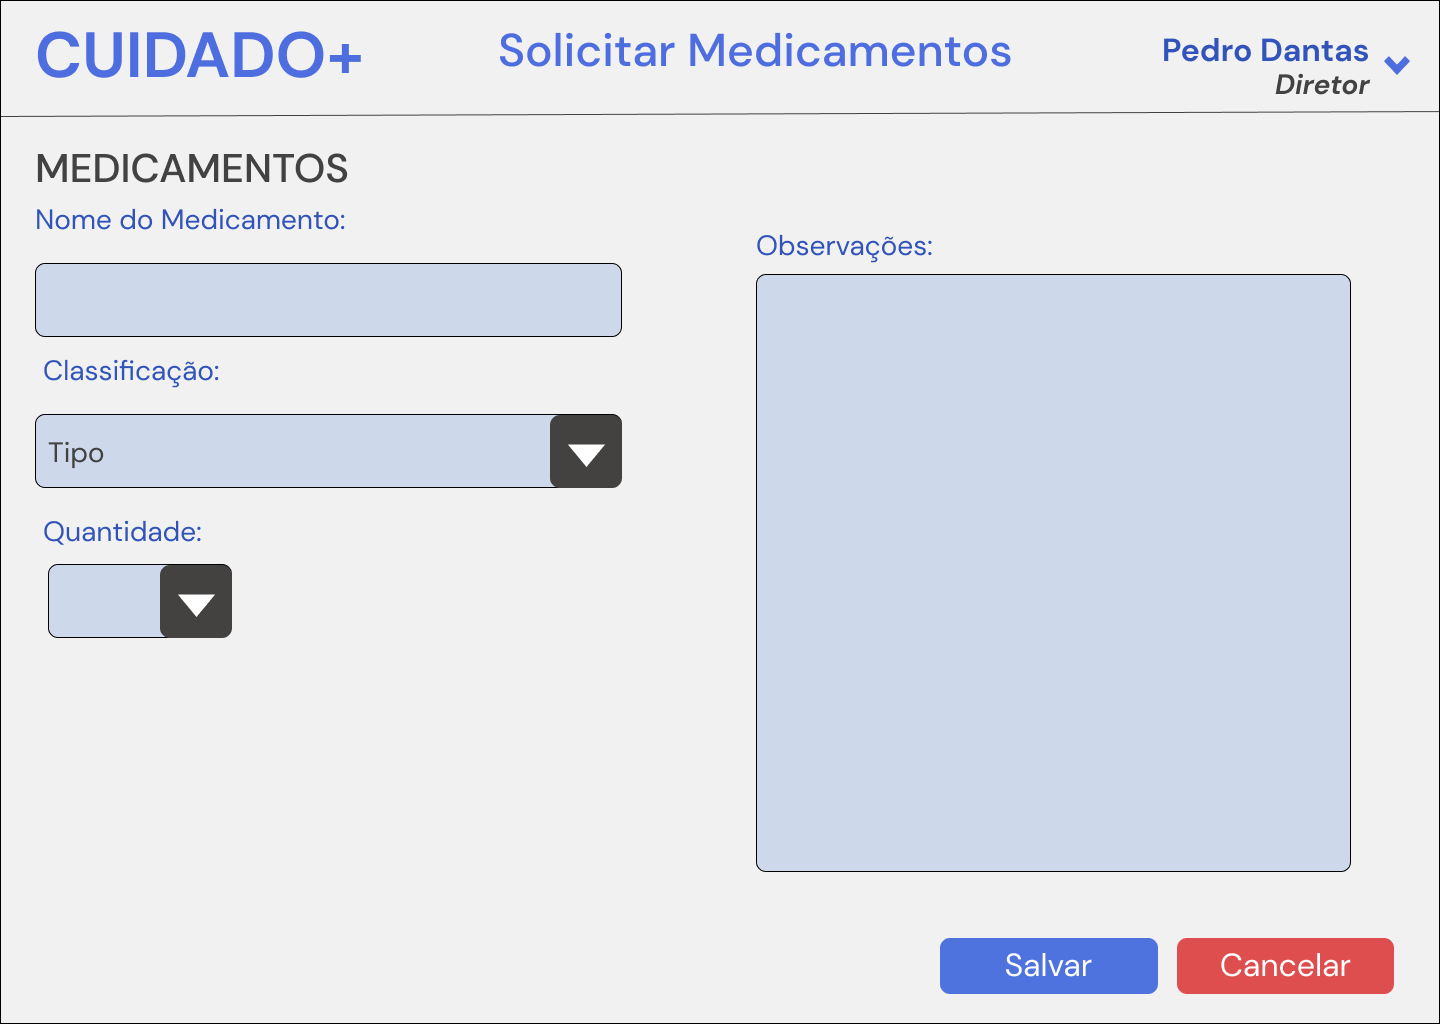 CUIDADO+
Solicitar Medicamentos
Pedro Dantas
Diretor
MEDICAMENTOS
Nome do Medicamento:
Classificação:
Tipo
Quantidade:
Observações:
Salvar
Cancelar